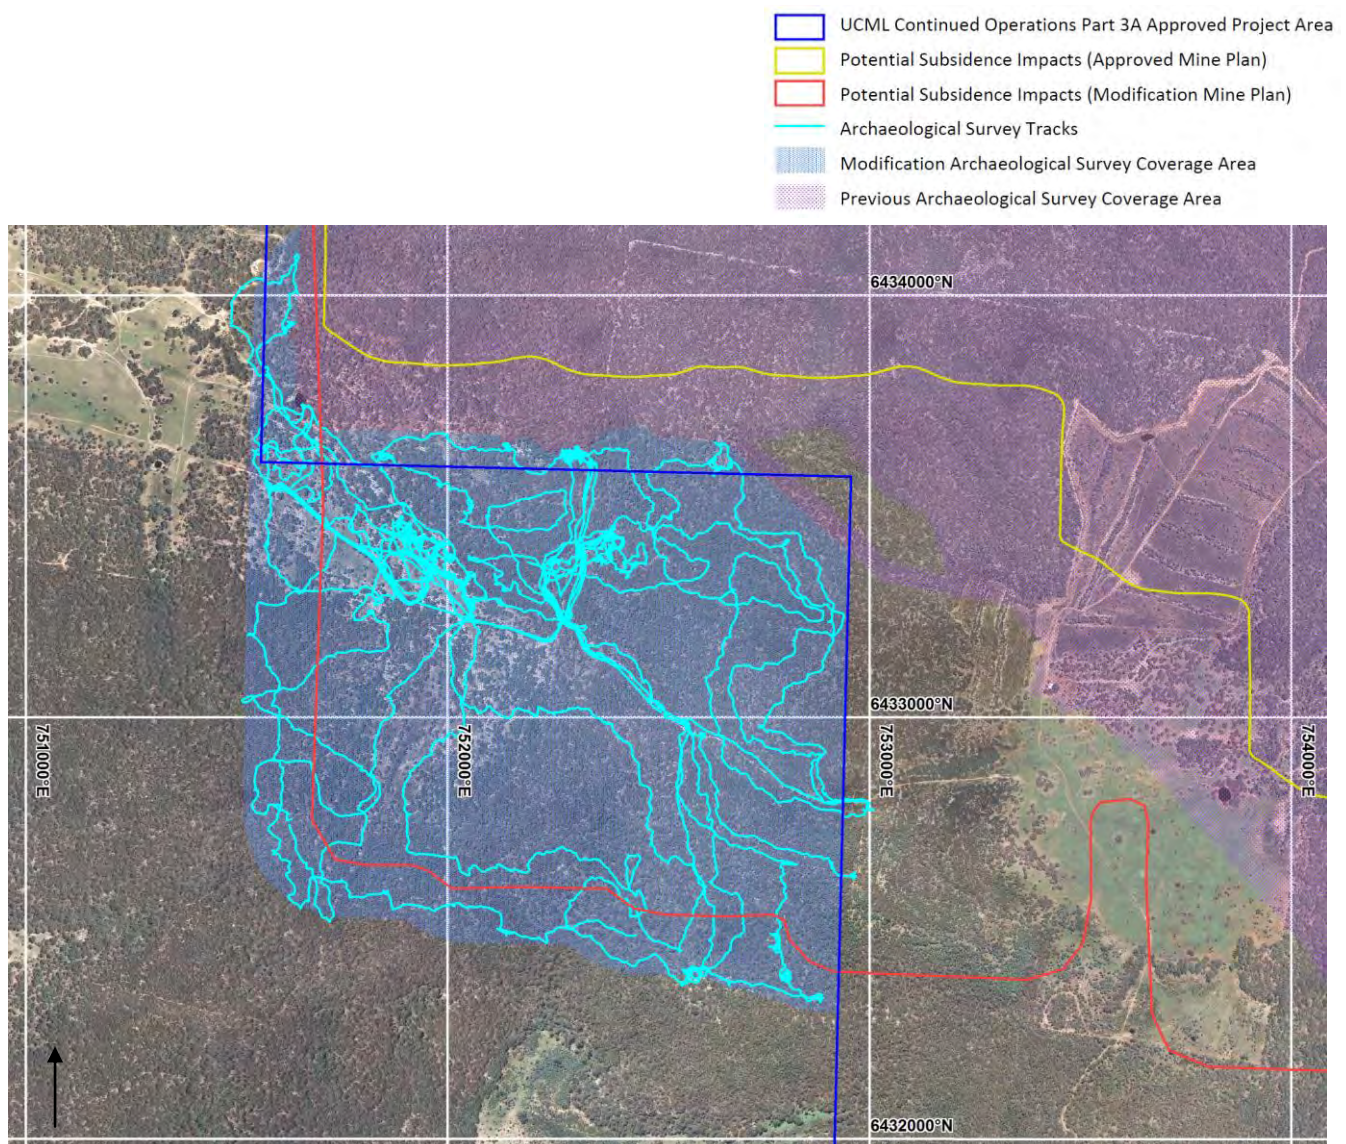 UCML Continued Operations Part 3A Approved Project Area
Potential Subsidence Impacts (Approved Mine Plan)
Potential Subsidence Impacts (Modification Mine Plan)
Archaeological Survey Tracks
Modification Archaeological Survey Coverage Area
Previous Archaeological Survey Coverage Area
6434000°N
6433000°N
751000°E
752000°E
753000°E
754000°E
6432000°N